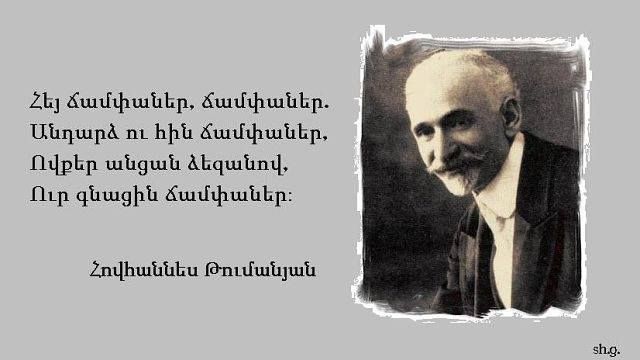 Հեյ ճամփաներ, ճամփաներ.
Անդարձ ու հին ճամփաներ,
Ովքեր անցան ձեզանով,
Ուր գնացին ճամփաներ։
Հովհաննես Թումանյան
sh.g.